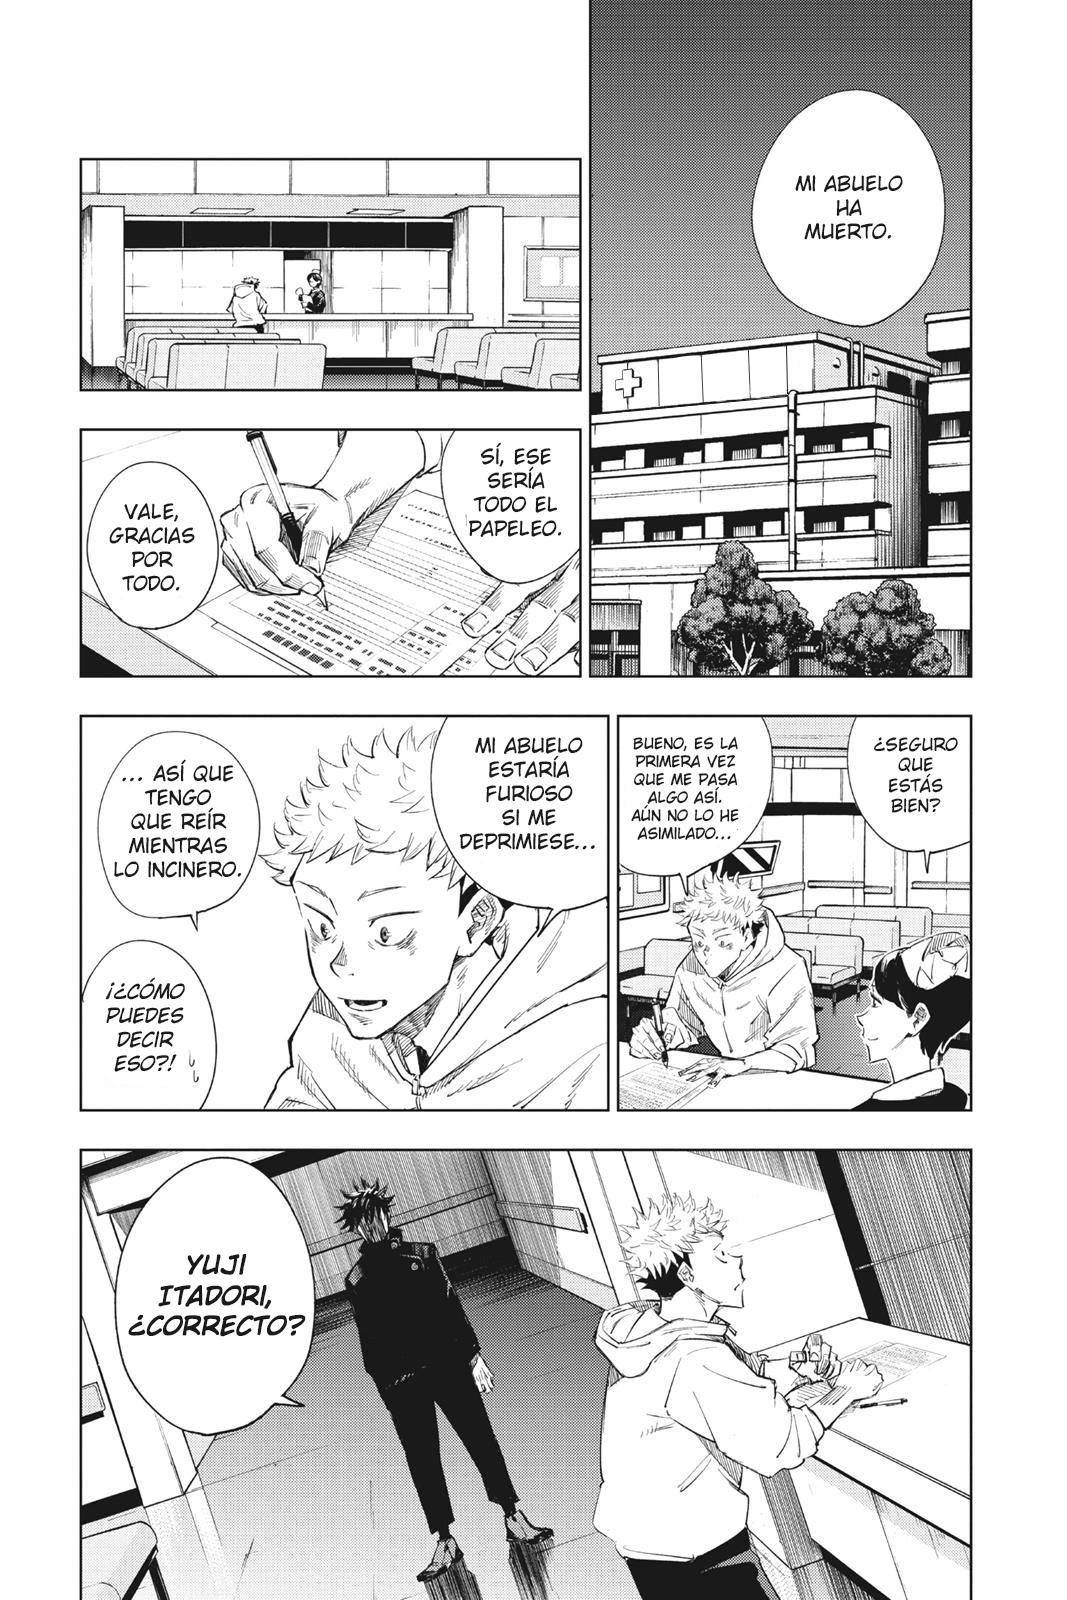 MI ABUELO
HA
MUERTO.
SÍ, ESE
SERÍA
TODO EL
PAPELEO.
VALE,
GRACIAS
POR
TODO.
¿SEGURO
QUE
ESTÁS
BIEN?
BUENO, ES LA
PRIMERA VEZ
QUE ME PASA
ALGO ASÍ.
AÚN NO LO HE
ASIMILADO...
MI ABUELO
ESTARÍA
FURIOSO
SI ME
DEPRIMIESE...
... ASÍ QUE
TENGO
QUE REÍR
MIENTRAS
LO INCINERO.
¡¿CÓMO
PUEDES
DECIR
ESO?!
YUJI
ITADORI,
¿CORRECTO?